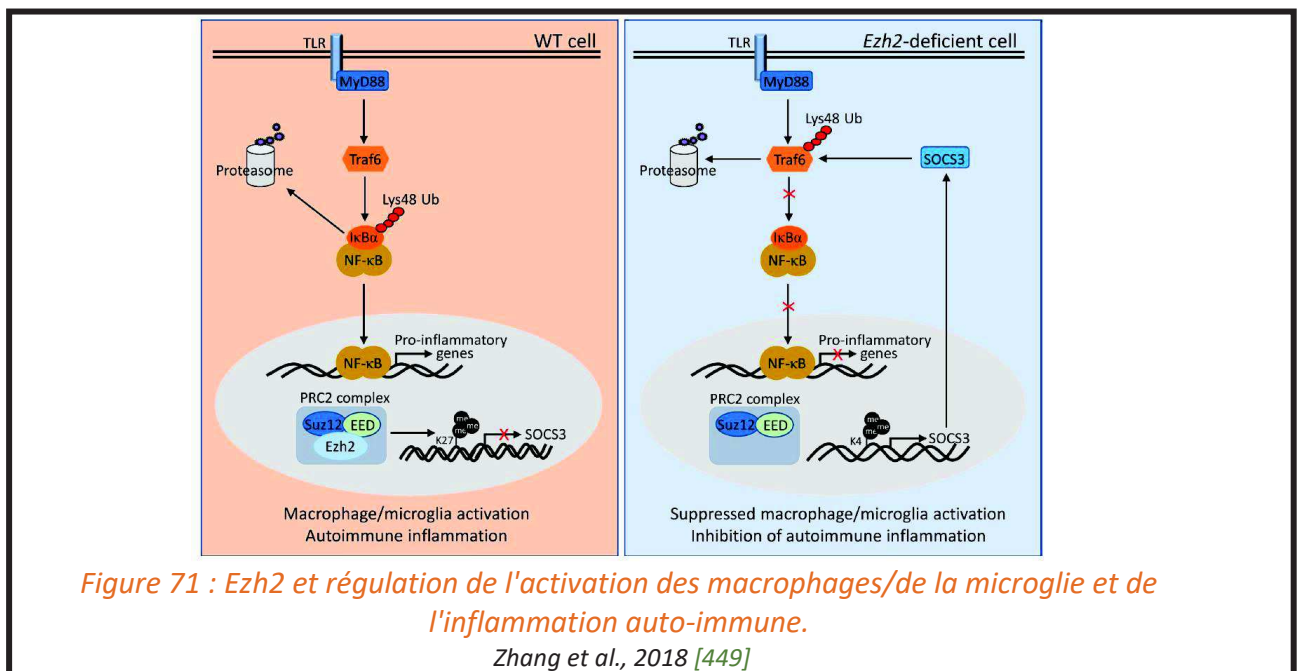 TLR
WT cell
MyD88
Traf6
Proteasome
Lys48 Ub
IκBα
NF-κB
Pro-inflammatory
genes
NF-κB
PRC2 complex
Suz12 EED
Ezh2
me
me me
K27
SOCS3
Macrophage/microglia activation
Autoimmune inflammation
TLR
Ezh2-deficient cell
MyD88
Lys48 Ub
Traf6
Proteasome
SOCS3
IκBα
NF-κB
Pro-inflammatory
genes
NF-κB
PRC2 complex
Suz12 EED
me
me me
K4
SOCS3
Suppressed macrophage/microglia activation
Inhibition of autoimmune inflammation
Figure 71 : Ezh2 et régulation de l'activation des macrophages/de la microglie et de
l'inflammation auto-immune.
Zhang et al., 2018 [449]